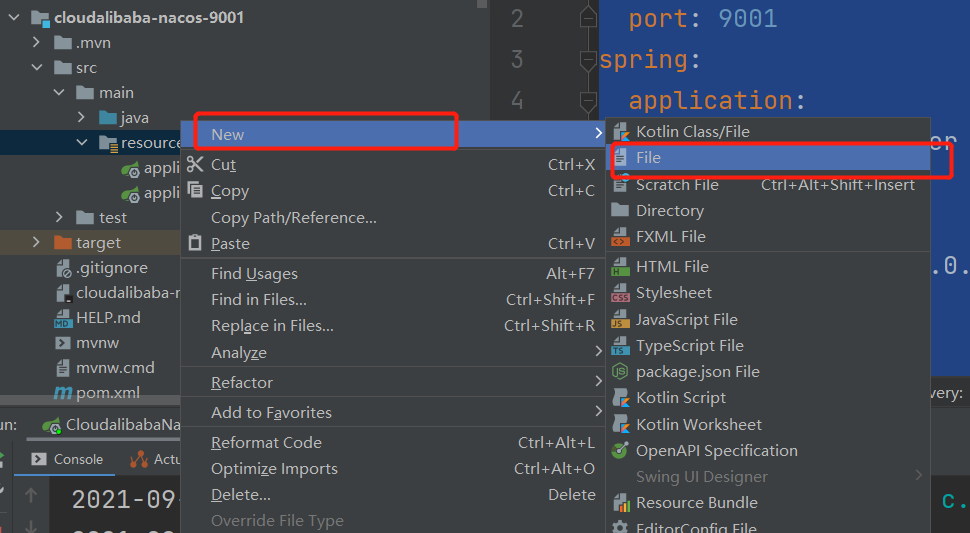 cloudalibaba-nacos-9001
.mvn
src
main
java
resource
appli
appli
test
target
.gitignore
cloudalibaba-n
HELP.md
mvnw
mvnw.cmd
pom.xml
2 port: 9001
3 spring:
4 application:
New
Cut Ctrl+X
Copy Ctrl+C
Copy Path/Reference...
Paste Ctrl+V
Find Usages Alt+F7
Find in Files... Ctrl+Shift+F
Replace in Files... Ctrl+Shift+R
Analyze
Refactor
Add to Favorites
Reformat Code Ctrl+Alt+L
Optimize Imports Ctrl+Alt+O
Delete... Delete
Override File Type
Kotlin Class/File
File
Scratch File Ctrl+Alt+Shift+Insert
Directory
FXML File
HTML File
Stylesheet
JavaScript File
TypeScript File
package.json File
Kotlin Script
Kotlin Worksheet
OpenAPI Specification
Swing UI Designer
Resource Bundle
EditorConfig File
er
.0.
very:
un:
CloudalibabaNa
Console Actu
2021-09-
c.